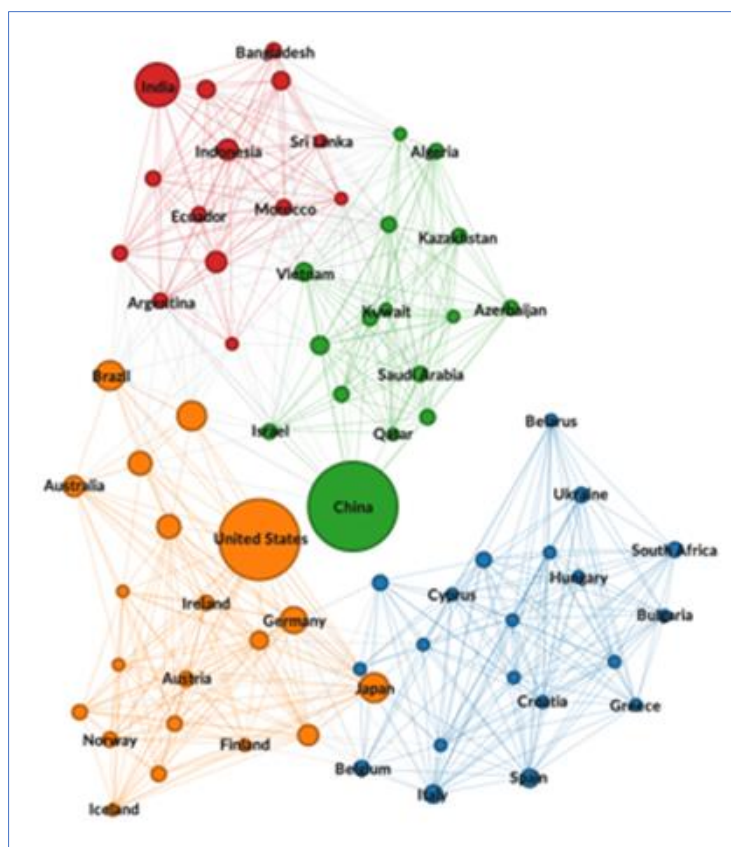 Bangladesh
India
Indonesia
Sri Lanka
Algeria
Ecuador
Morocco
Kazakhstan
Vietnam
Argentina
Kuwait
Azerbaijan
Brazil
Saudi Arabia
Israel
Qatar
Belarus
Australia
Ukraine
China
United States
South Africa
Hungary
Cyprus
Ireland
Bulgaria
Germany
Austria
Japan
Croatia
Greece
Norway
Finland
Belgium
Spain
Italy
Iceland